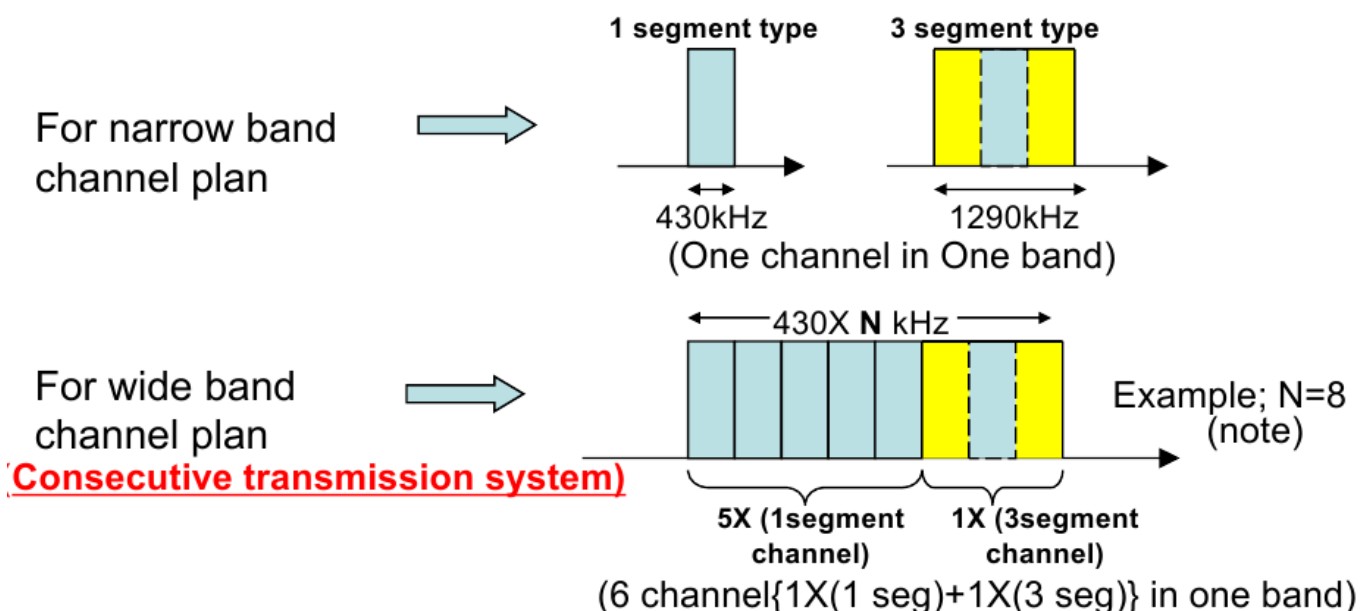 1 segment type
3 segment type
For narrow band
channel plan
430kHz
1290kHz
(One channel in One band)
430X N kHz
For wide band
channel plan
(Consecutive transmission system)
Example; N=8
(note)
5X (1segment
channel)
1X (3segment
channel)
(6 channel{1X(1 seg)+1X(3 seg)} in one band)